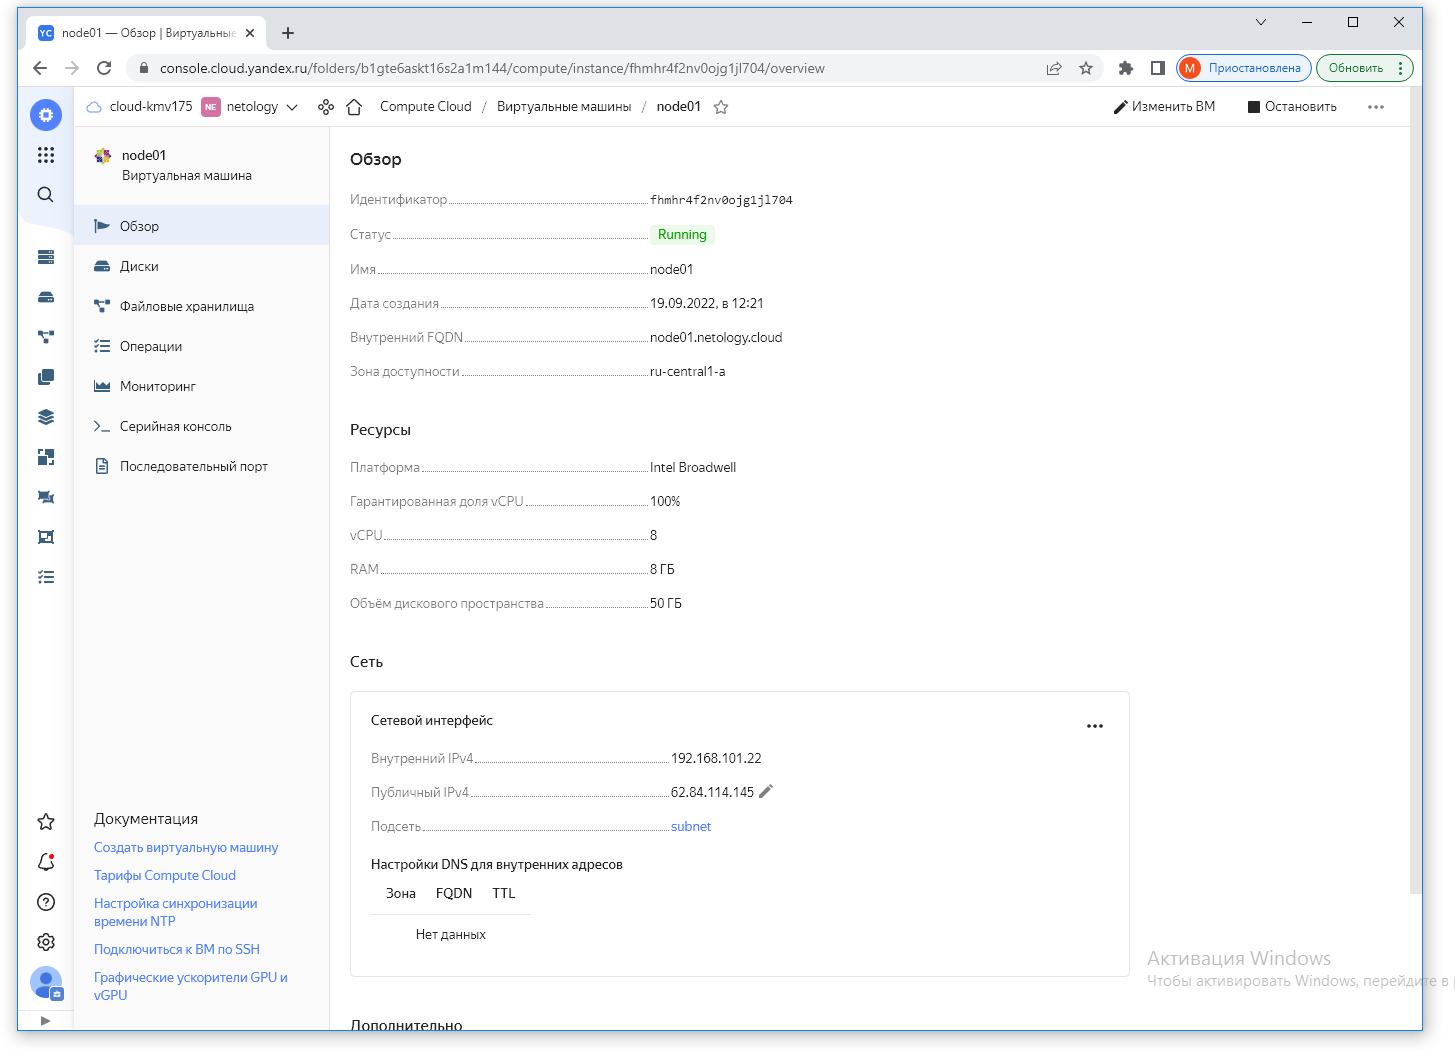 YC node01 — Обзор | Виртуальные
console.cloud.yandex.ru/folders/b1gte6askt16s2a1m144/compute/instance/fhmhr4f2nv0ojg1jl704/overview
М Приостановлена
Обновить
cloud-kmv175 NE netology Compute Cloud / Виртуальные машины / node01
Изменить ВМ Остановить
node01
Виртуальная машина
Обзор
Диски
Файловые хранилища
Операции
Мониторинг
Серийная консоль
Последовательный порт
Документация
Создать виртуальную машину
Тарифы Compute Cloud
Настройка синхронизации
времени NTP
Подключиться к ВМ по SSH
Графические ускорители GPU и
vGPU
Обзор
Идентификатор fhmhr4f2nv0ojg1jl704
Статус Running
Имя node01
Дата создания 19.09.2022, в 12:21
Внутренний FQDN node01.netology.cloud
Зона доступности ru-central1-a
Ресурсы
Платформа Intel Broadwell
Гарантированная доля vCPU 100%
vCPU 8
RAM 8 ГБ
Объём дискового пространства 50 ГБ
Сеть
Сетевой интерфейс
Внутренний IPv4 192.168.101.22
Публичный IPv4 62.84.114.145
Подсеть subnet
Настройки DNS для внутренних адресов
Зона FQDN TTL
Нет данных
Дополнительно
Активация Windows
Чтобы активировать Windows, перейдите в